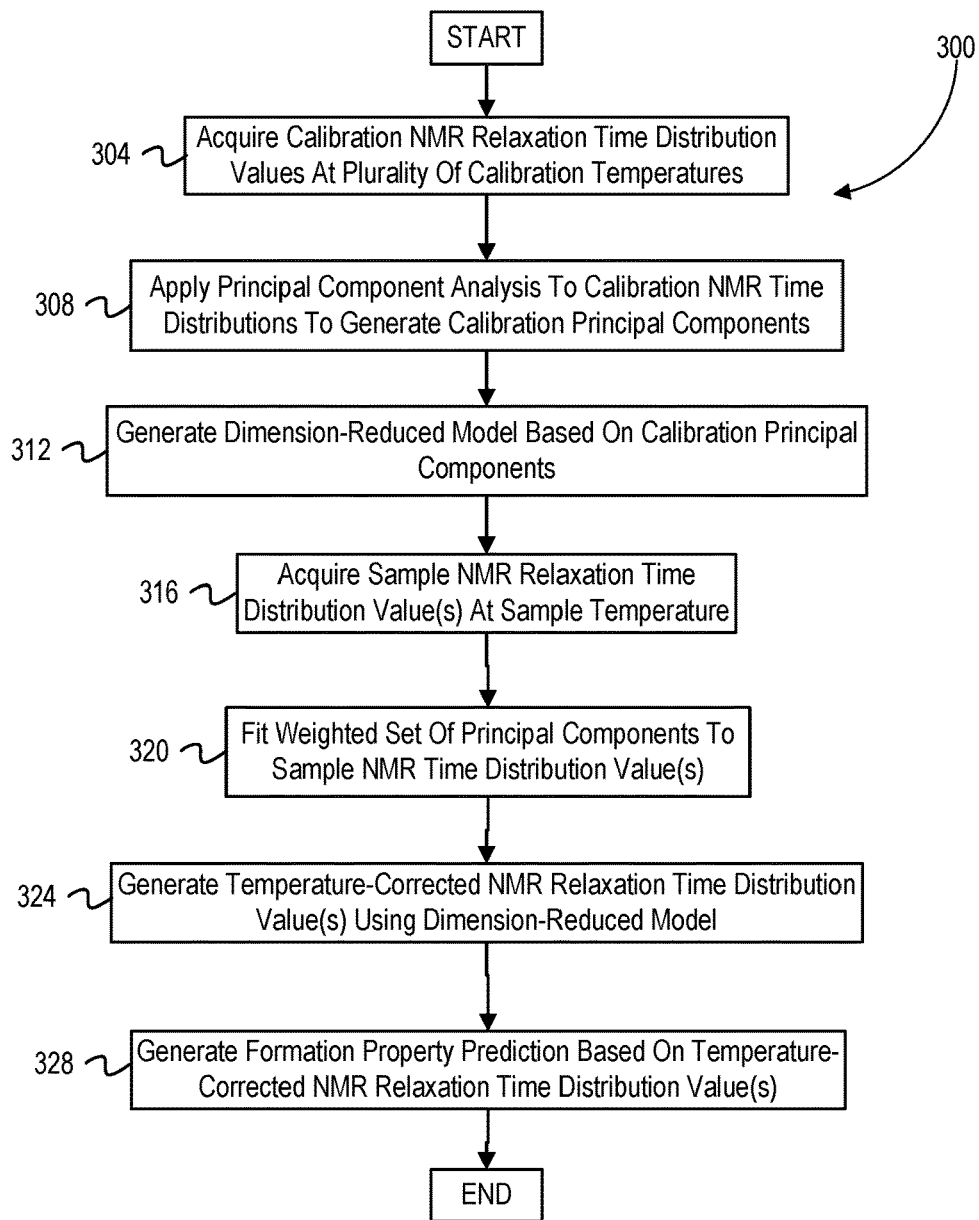 START
300
304
Acquire Calibration NMR Relaxation Time Distribution
Values At Plurality Of Calibration Temperatures
308
Apply Principal Component Analysis To Calibration NMR Time
Distributions To Generate Calibration Principal Components
312
Generate Dimension-Reduced Model Based On Calibration Principal
Components
316
Acquire Sample NMR Relaxation Time
Distribution Value(s) At Sample Temperature
320
Fit Weighted Set Of Principal Components To
Sample NMR Time Distribution Value(s)
324
Generate Temperature-Corrected NMR Relaxation Time Distribution
Value(s) Using Dimension-Reduced Model
328
Generate Formation Property Prediction Based On Temperature-
Corrected NMR Relaxation Time Distribution Value(s)
END